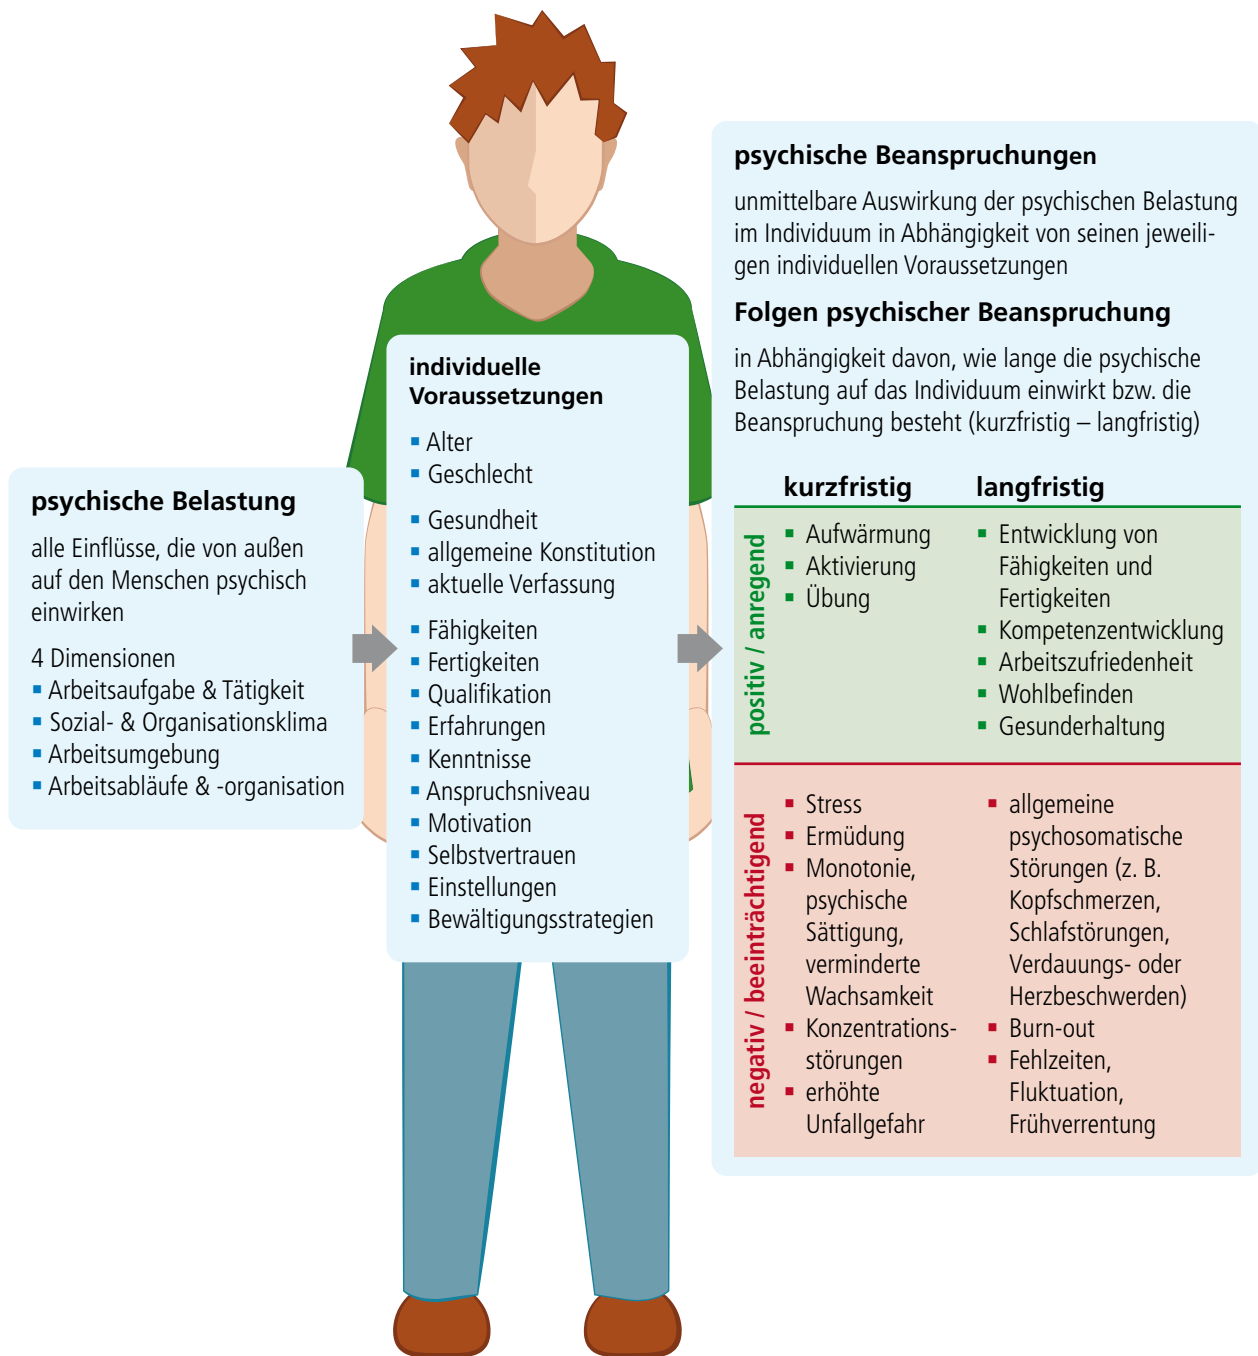 psychische Belastung
alle Einflüsse, die von außen
auf den Menschen psychisch
einwirken
4 Dimensionen
▪ Arbeitsaufgabe & Tätigkeit
▪ Sozial- & Organisationsklima
▪ Arbeitsumgebung
▪ Arbeitsabläufe & -organisation
individuelle
Voraussetzungen
▪ Alter
▪ Geschlecht
▪ Gesundheit
▪ allgemeine Konstitution
▪ aktuelle Verfassung
▪ Fähigkeiten
▪ Fertigkeiten
▪ Qualifikation
▪ Erfahrungen
▪ Kenntnisse
▪ Anspruchsniveau
▪ Motivation
▪ Selbstvertrauen
▪ Einstellungen
▪ Bewältigungsstrategien
psychische Beanspruchungen
unmittelbare Auswirkung der psychischen Belastung
im Individuum in Abhängigkeit von seinen jeweili-
gen individuellen Voraussetzungen
Folgen psychischer Beanspruchung
in Abhängigkeit davon, wie lange die psychische
Belastung auf das Individuum einwirkt bzw. die
Beanspruchung besteht (kurzfristig – langfristig)
kurzfristig
langfristig
positiv / anregend
▪ Aufwärmung
▪ Aktivierung
▪ Übung
▪ Entwicklung von
Fähigkeiten und
Fertigkeiten
▪ Kompetenzentwicklung
▪ Arbeitszufriedenheit
▪ Wohlbefinden
▪ Gesunderhaltung
negativ / beeinträchtigend
▪ Stress
▪ Ermüdung
▪ Monotonie,
psychische
Sättigung,
verminderte
Wachsamkeit
▪ Konzentrations-
störungen
▪ erhöhte
Unfallgefahr
▪ allgemeine
psychosomatische
Störungen (z. B.
Kopfschmerzen,
Schlafstörungen,
Verdauungs- oder
Herzbeschwerden)
▪ Burn-out
▪ Fehlzeiten,
Fluktuation,
Frühverrentung